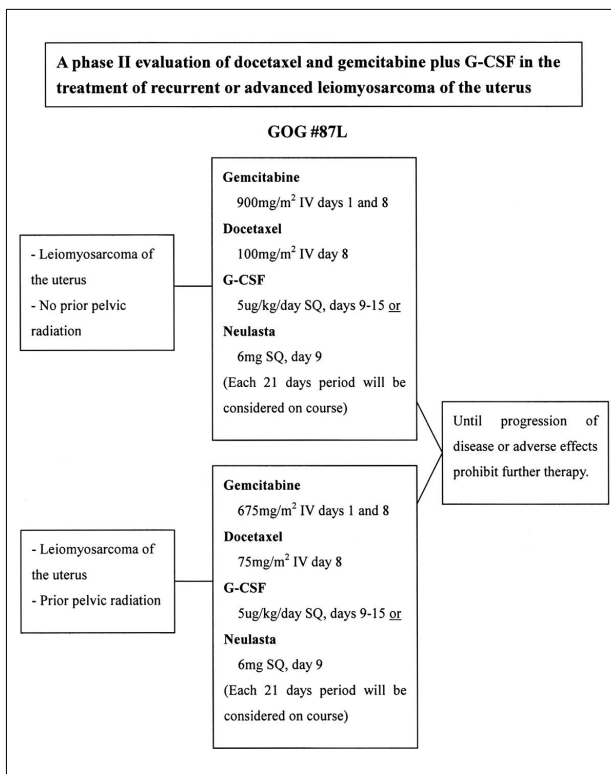 A phase II evaluation of docetaxel and gemcitabine plus G-CSF in the
treatment of recurrent or advanced leiomyosarcoma of the uterus
GOG #87L
- Leiomyosarcoma of
the uterus
- No prior pelvic
radiation
Gemcitabine
900mg/m² IV days 1 and 8
Docetaxel
100mg/m² IV day 8
G-CSF
5ug/kg/day SQ, days 9-15 or
Neulasta
6mg SQ, day 9
(Each 21 days period will be
considered on course)
- Leiomyosarcoma of
the uterus
- Prior pelvic radiation
Gemcitabine
675mg/m² IV days 1 and 8
Docetaxel
75mg/m² IV day 8
G-CSF
5ug/kg/day SQ, days 9-15 or
Neulasta
6mg SQ, day 9
(Each 21 days period will be
considered on course)
Until progression of
disease or adverse effects
prohibit further therapy.